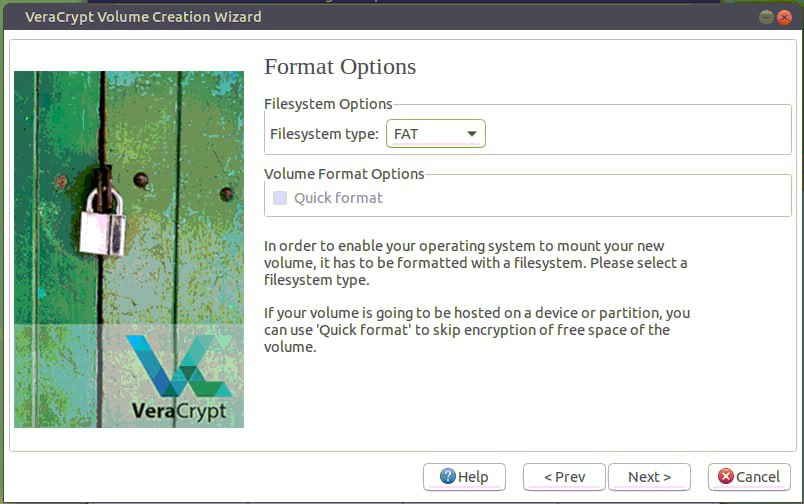 VeraCrypt Volume Creation Wizard
Format Options
Filesystem Options
Filesystem type: FAT
Volume Format Options
Quick format
In order to enable your operating system to mount your new
volume, it has to be formatted with a filesystem. Please select a
filesystem type.
If your volume is going to be hosted on a device or partition, you
can use 'Quick format' to skip encryption of free space of the
volume.
VeraCrypt
Help < Prev Next > Cancel